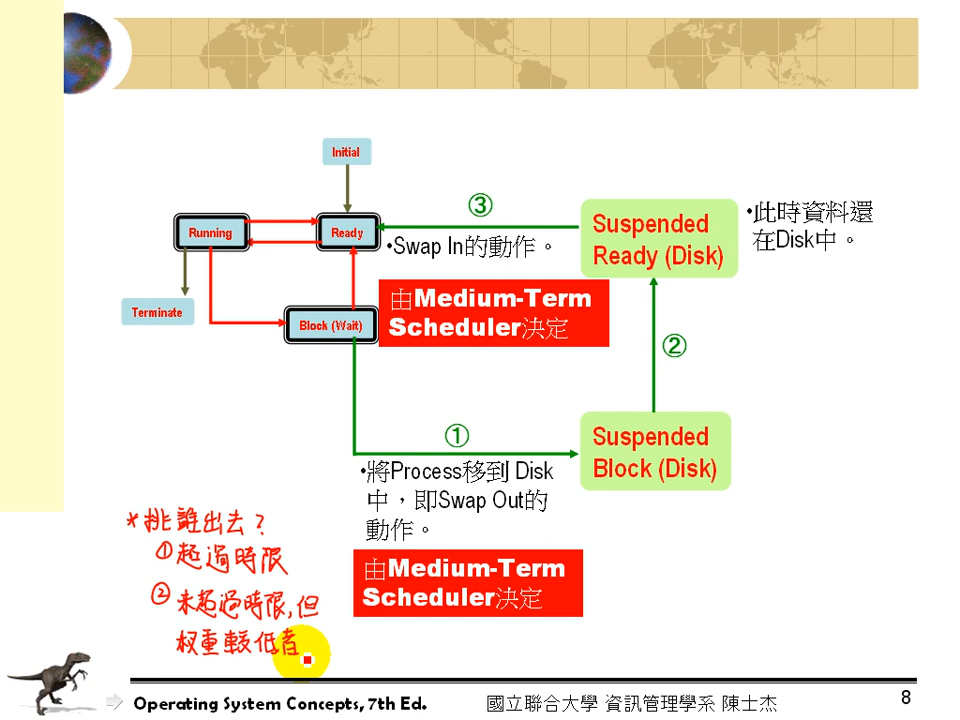 Initial
③
Suspended
Ready (Disk)
•此時資料還
在Disk中。
Running
Ready
•Swap In的動作。
由Medium-Term
Scheduler決定
Terminate
Block (Wait)
②
①
Suspended
Block (Disk)
•將Process移到 Disk
中，即Swap Out的
動作。
*挑誰出去?
①超過時限
②未超過時限,但
权重較低者
由Medium-Term
Scheduler決定
Operating System Concepts, 7th Ed.
國立聯合大學 資訊管理學系 陳士杰
8